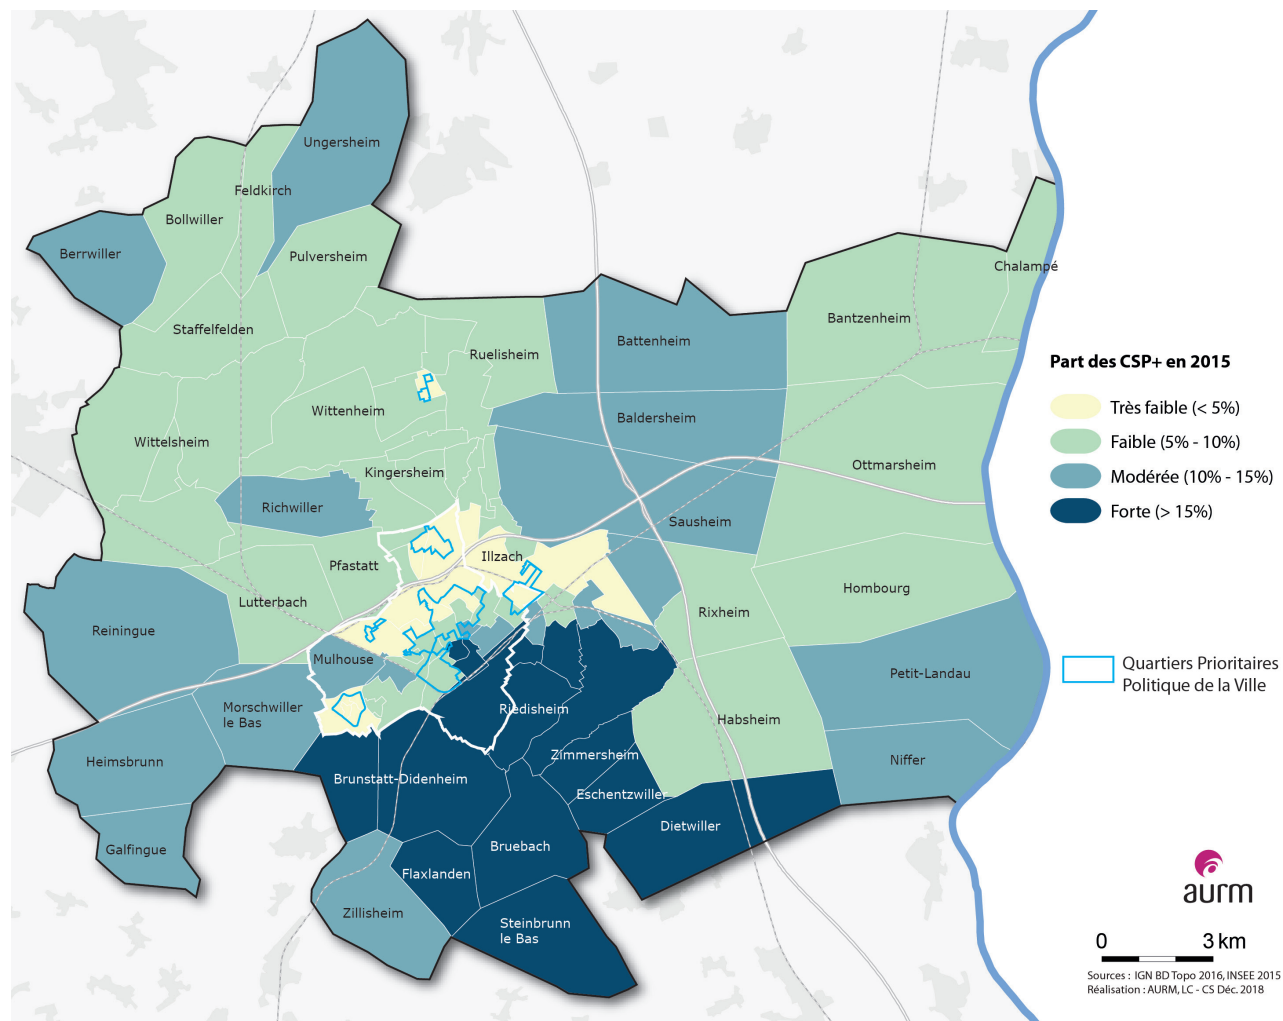 Ungersheim
Feldkirch
Bollwiller
Berrwiller
Pulversheim
Chalampé
Staffelfelden
Bantzenheim
Battenheim
Ruelisheim
Part des CSP+ en 2015
Très faible (< 5%)
Faible (5% - 10%)
Modérée (10% - 15%)
Forte (> 15%)
Wittenheim
Baldersheim
Wittelsheim
Kingersheim
Ottmarsheim
Richwiller
Sausheim
Illzach
Pfastatt
Hombourg
Lutterbach
Rixheim
Reiningue
Mulhouse
Petit-Landau
Quartiers Prioritaires
Politique de la Ville
Morschwiller
le Bas
Riedisheim
Habsheim
Heimsbrunn
Zimmersheim
Niffer
Brunstatt-Didenheim
Eschentzwiller
Dietwiller
Galfingue
Bruebach
Flaxlanden
Zillisheim
Steinbrunn
le Bas
aurm
0 3 km
Sources : IGN BD Topo 2016, INSEE 2015
Réalisation : AURM, LC - CS Déc. 2018